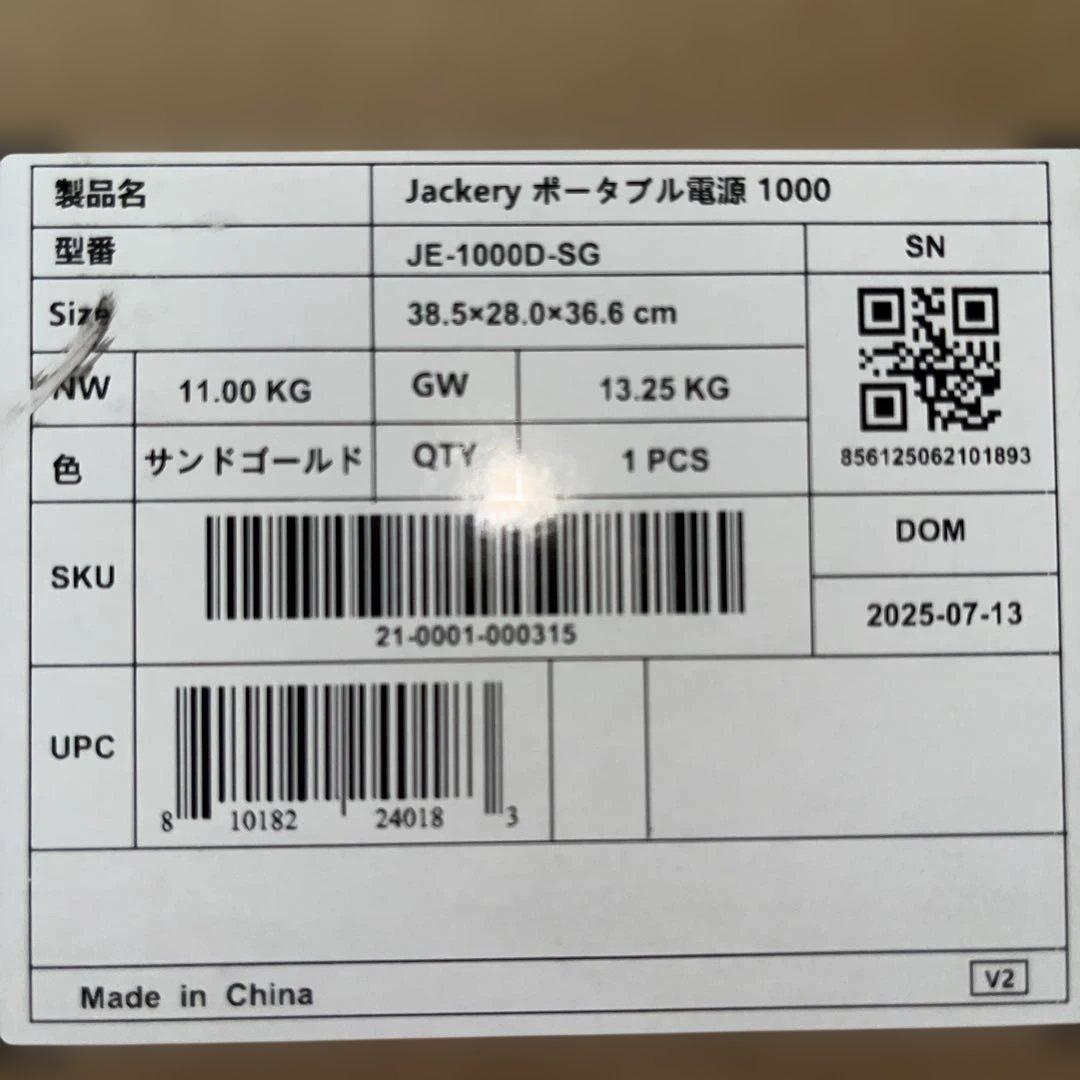 製品名 Jackery ポータブル電源 1000
型番 JE-1000D-SG SN
Size 38.5×28.0×36.6 cm
NW 11.00 KG GW 13.25 KG
856125062101893
色 サンドゴールド QTY 1 PCS
DOM
SKU
2025-07-13
21-0001-000315
UPC
8 10182 24018 3
Made in China
V2